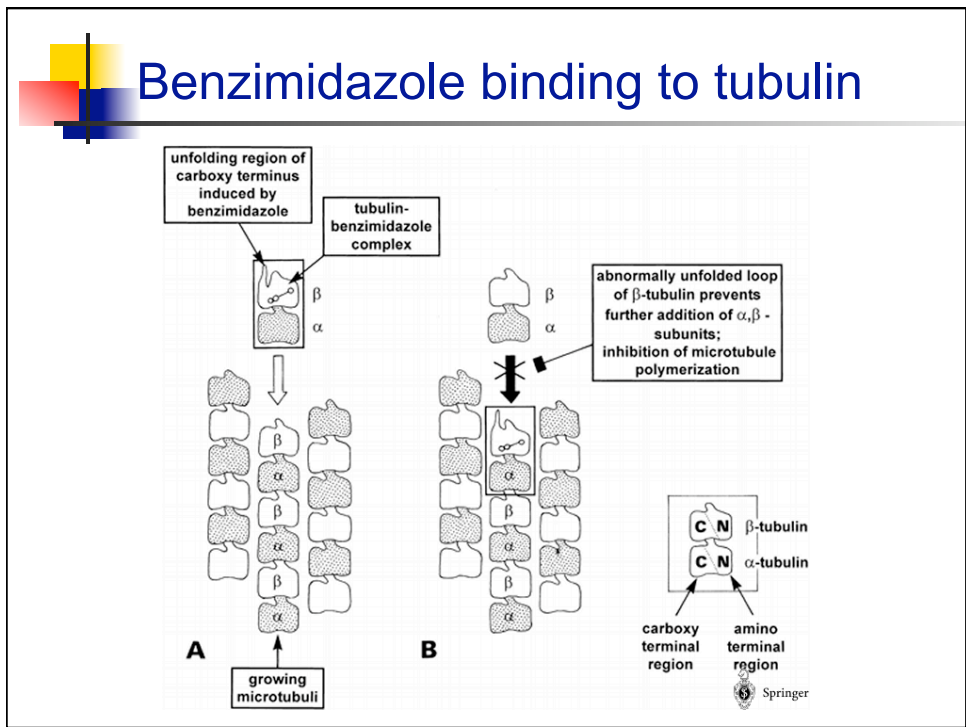 Benzimidazole binding to tubulin
unfolding region of
carboxy terminus
induced by
benzimidazole
tubulin-
benzimidazole
complex
β
α
β
α
abnormally unfolded loop
of β-tubulin prevents
further addition of α,β -
subunits;
inhibition of microtubule
polymerization
β
α
β
α
β
α
α
β
α
β
α
A
growing
microtubuli
B
C N
β-tubulin
C N
α-tubulin
carboxy
terminal
region
amino
terminal
region
Springer